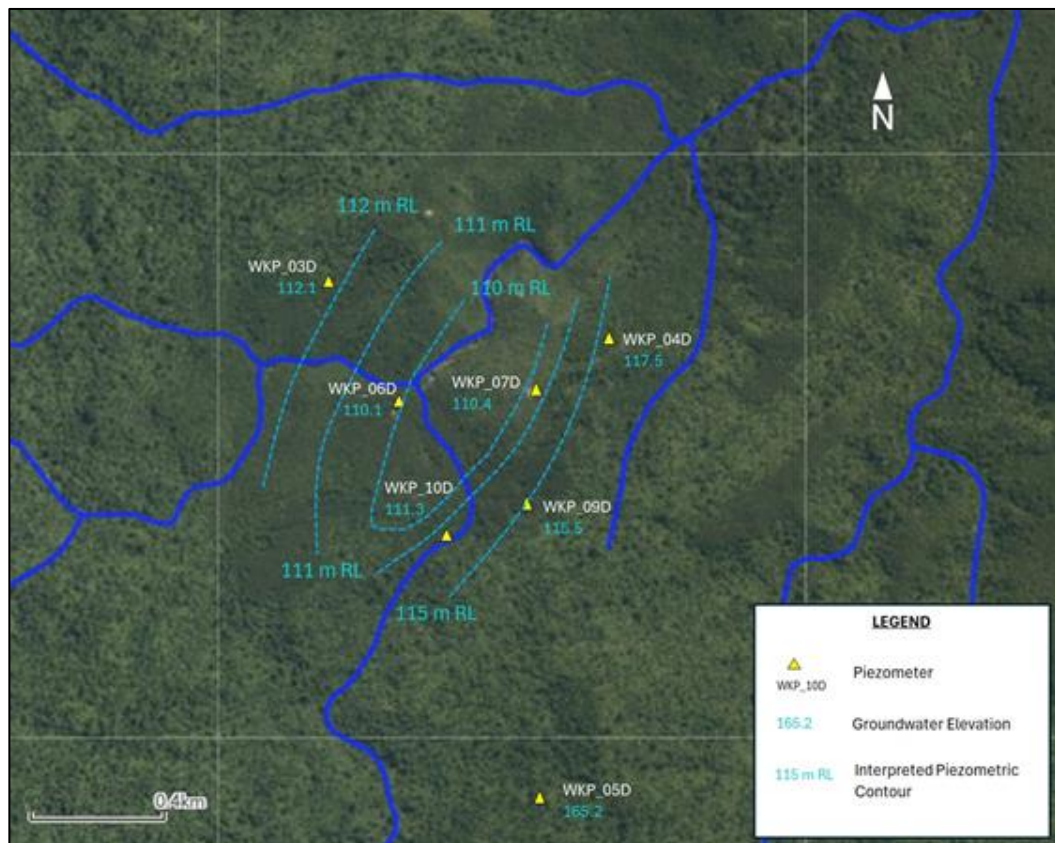 N
112 m RL
111 m RL
WKP_03D
112.1
110 m RL
WKP_04D
117.5
WKP_06D
110.1
WKP_07D
110.4
WKP_10D
111.3
WKP_09D
115.5
111 m RL
115 m RL
WKP_05D
165.2
0.4km
LEGEND
WKP_10D
Piezometer
165.2
Groundwater Elevation
115 m RL
Interpreted Piezometric
Contour